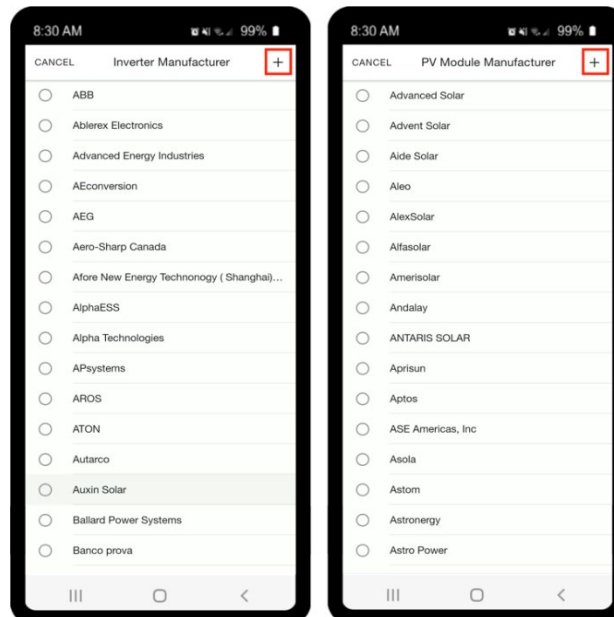 8:30 AM 99%
CANCEL Inverter Manufacturer +
ABB
Ablerex Electronics
Advanced Energy Industries
AEconversion
AEG
Aero-Sharp Canada
Afore New Energy Technonogy ( Shanghai)...
AlphaESS
Alpha Technologies
APsystems
AROS
ATON
Autarco
Auxin Solar
Ballard Power Systems
Banco prova
8:30 AM 99%
CANCEL PV Module Manufacturer +
Advanced Solar
Advent Solar
Aide Solar
Aleo
AlexSolar
Alfasolar
Amerisolar
Andalay
ANTARIS SOLAR
Aprisun
Aptos
ASE Americas, Inc
Asola
Astom
Astronergy
Astro Power